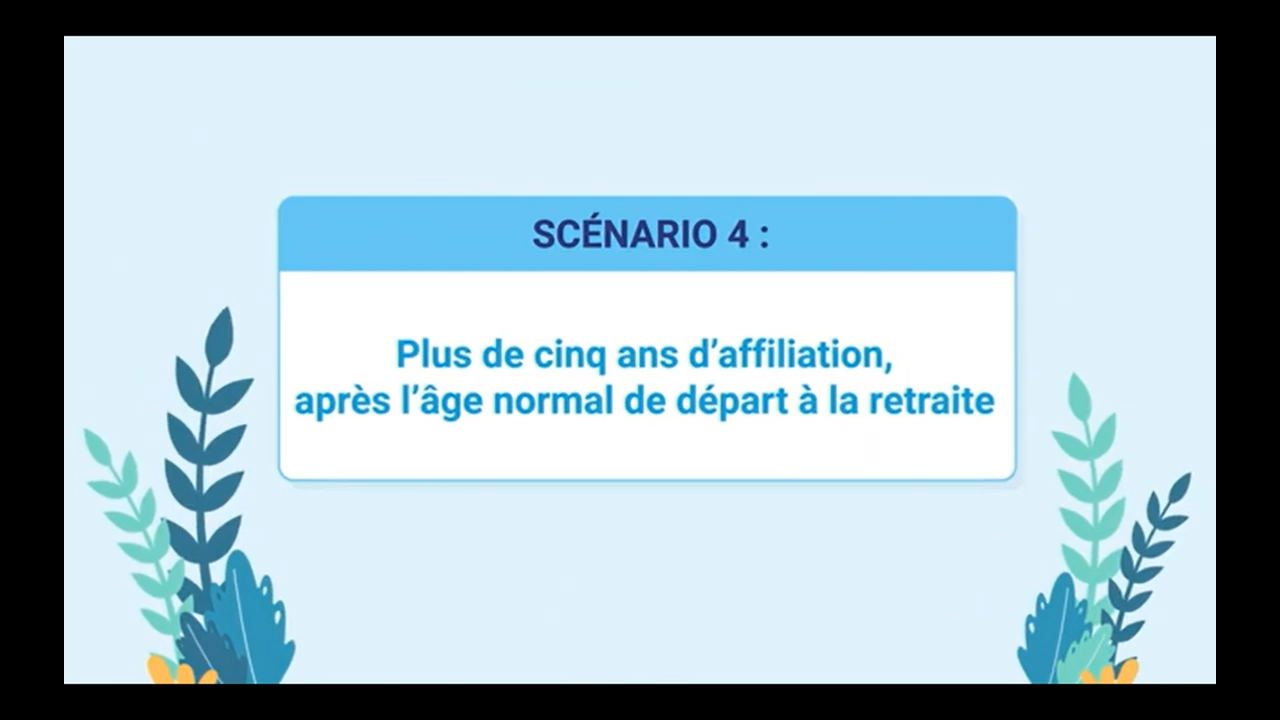 SCÉNARIO 4 :
Plus de cinq ans d’affiliation,
après l’âge normal de départ à la retraite